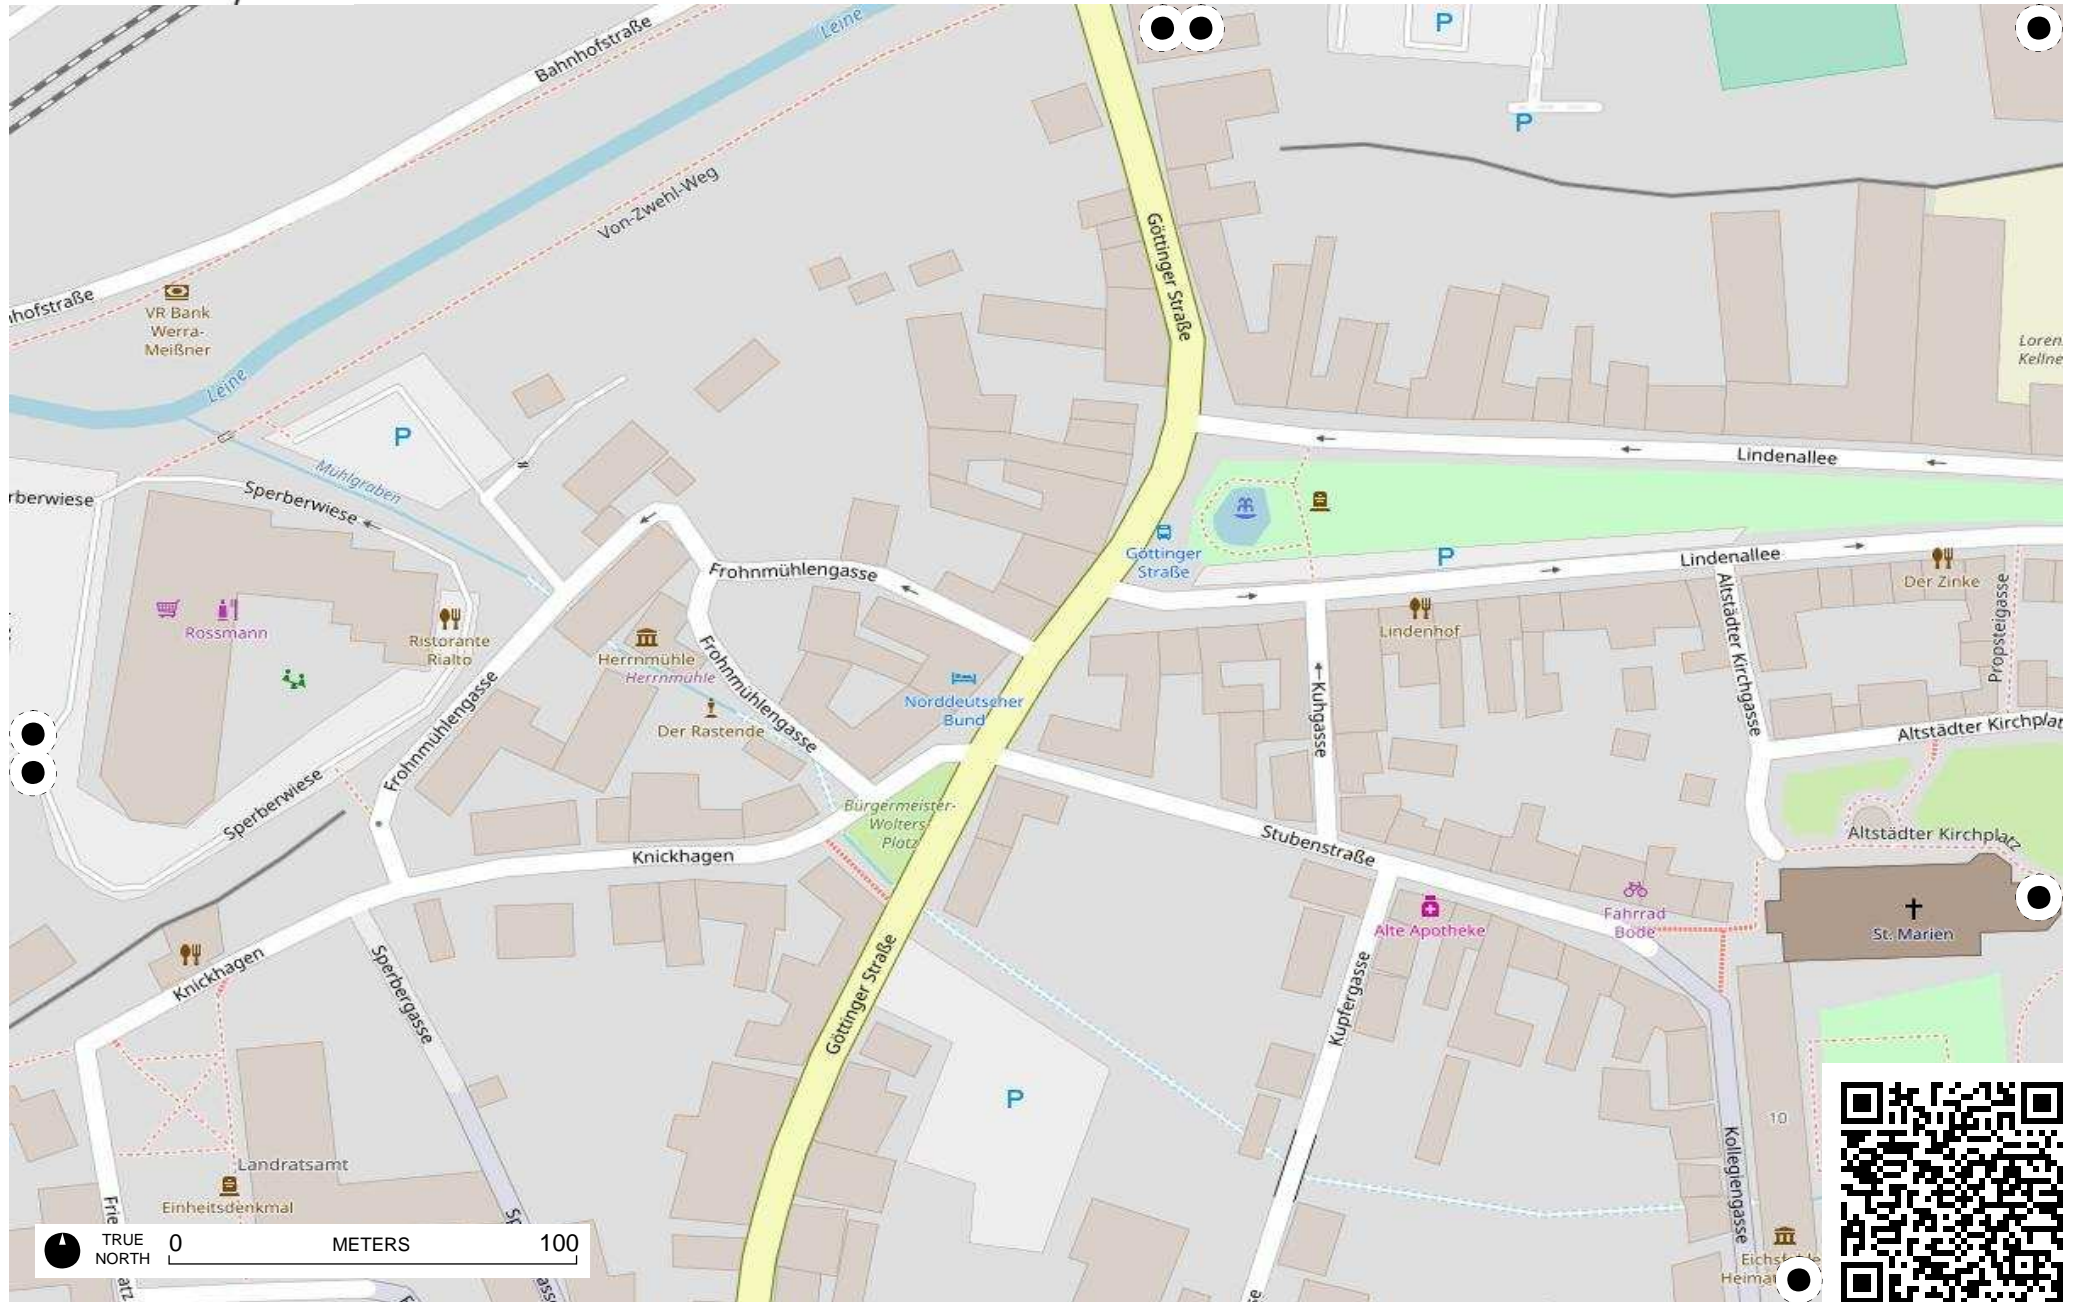 Bahnhofstraße
Leine
P
P
Von-Zwehl-Weg
Göttinger Straße
hofstraße
VR Bank
Werra-
Meißner
Leine
P
Mühlgraben
Sperberwiese
rberwiese
Loren
Kellne
Lindenallee
Göttinger
Straße
P
Lindenallee
Der Zinke
Frohnmühlengasse
Lindenhof
Altstädter Kirchgasse
Propsteigasse
Rossmann
Ristorante
Rialto
Herrnmühle
Herrnmühle
Frohnmühlengasse
Norddeutscher
Bund
Der Rastende
Kuhgasse
Frohnmühlengasse
Altstädter Kirchplat
Sperberwiese
Bürgermeister-
Wolters-
Platz
Knickhagen
Stubenstraße
Altstädter Kirchplatz
Fahrrad
Bode
Alte Apotheke
St. Marien
Knickhagen
Sperbergasse
Göttinger Straße
Kupfergasse
P
10
Landratsamt
Einheitsdenkmal
Kollegiengasse
TRUE
NORTH
0 METERS 100